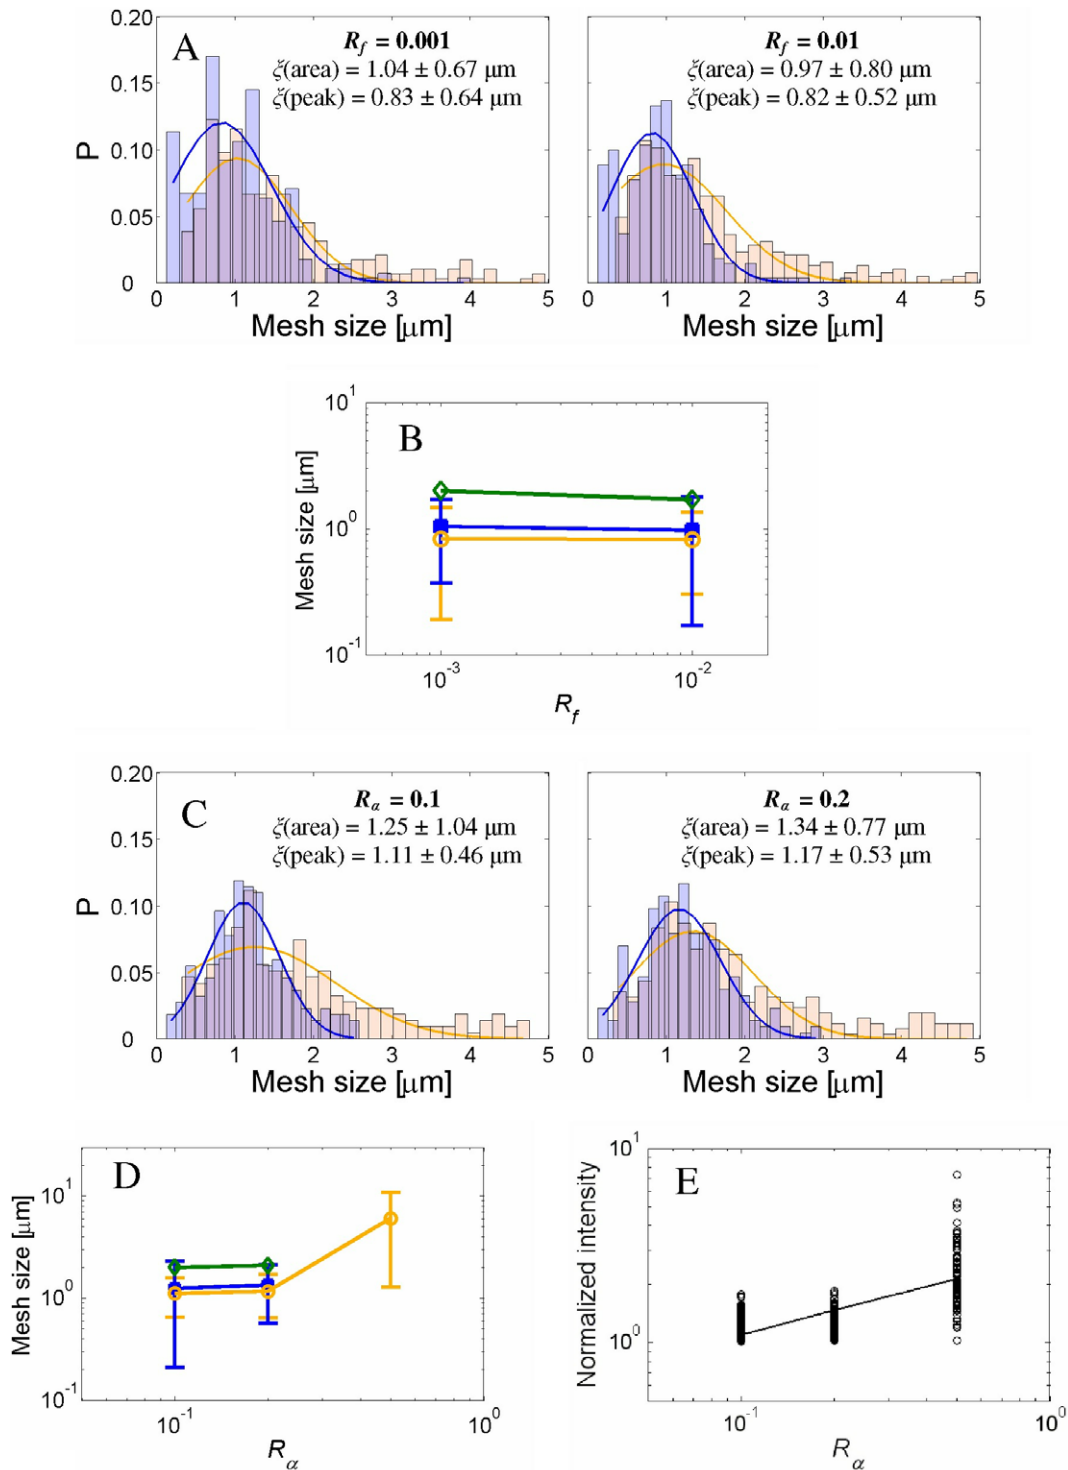 A
R_f = 0.001
ξ(area) = 1.04 ± 0.67 μm
ξ(peak) = 0.83 ± 0.64 μm
0.20
0.15
0.10
0.05
0
P
0 1 2 3 4 5
Mesh size [μm]
R_f = 0.01
ξ(area) = 0.97 ± 0.80 μm
ξ(peak) = 0.82 ± 0.52 μm
0 1 2 3 4 5
Mesh size [μm]
B
10^1
10^0
10^-1
Mesh size [μm]
10^-3 10^-2
R_f
C
R_α = 0.1
ξ(area) = 1.25 ± 1.04 μm
ξ(peak) = 1.11 ± 0.46 μm
0.20
0.15
0.10
0.05
0
P
0 1 2 3 4 5
Mesh size [μm]
R_α = 0.2
ξ(area) = 1.34 ± 0.77 μm
ξ(peak) = 1.17 ± 0.53 μm
0 1 2 3 4 5
Mesh size [μm]
D
10^1
10^0
10^-1
Mesh size [μm]
10^-1 10^0
R_α
E
10^1
10^0
Normalized intensity
10^-1 10^0
R_α